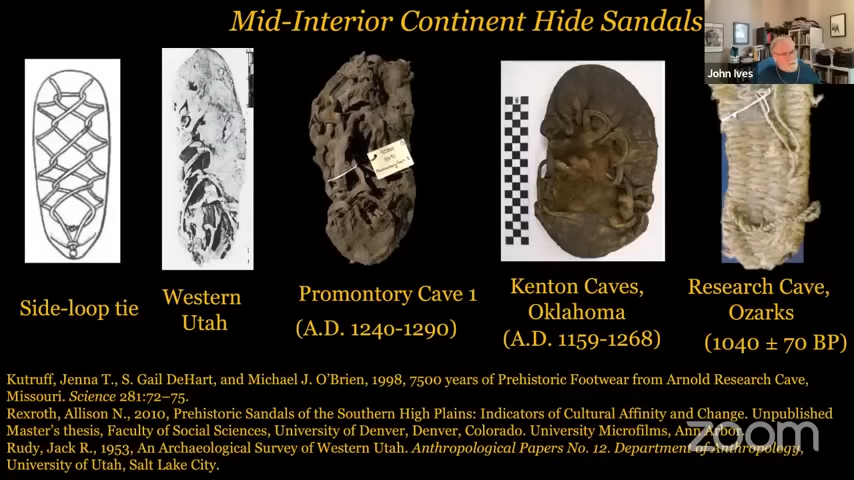 Mid-Interior Continent Hide Sandals
John Ives
Side-loop tie
Western
Utah
Promontory Cave 1
(A.D. 1240-1290)
Kenton Caves,
Oklahoma
(A.D. 1159-1268)
Research Cave,
Ozarks
(1040 ± 70 BP)
Kutruff, Jenna T., S. Gail DeHart, and Michael J. O'Brien, 1998, 7500 years of Prehistoric Footwear from Arnold Research Cave,
Missouri. Science 281:72–75.
Rexroth, Allison N., 2010, Prehistoric Sandals of the Southern High Plains: Indicators of Cultural Affinity and Change. Unpublished
Master's thesis, Faculty of Social Sciences, University of Denver, Denver, Colorado. University Microfilms, Ann Arbor.
Rudy, Jack R., 1953, An Archaeological Survey of Western Utah. Anthropological Papers No. 12. Department of Anthropology,
University of Utah, Salt Lake City.
zoom